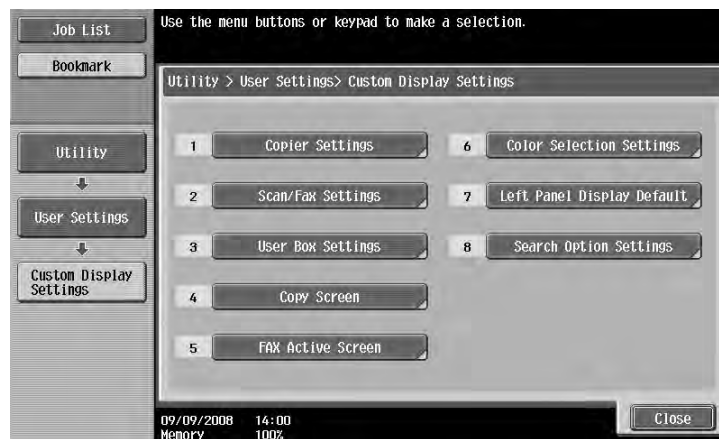 Job List
Bookmark
Utility
User Settings
Custom Display
Settings
Use the menu buttons or keypad to make a selection.
Utility > User Settings> Custom Display Settings
1 Copier Settings
2 Scan/Fax Settings
3 User Box Settings
4 Copy Screen
5 FAX Active Screen
6 Color Selection Settings
7 Left Panel Display Default
8 Search Option Settings
09/09/2008 14:00
Memory 100%
Close